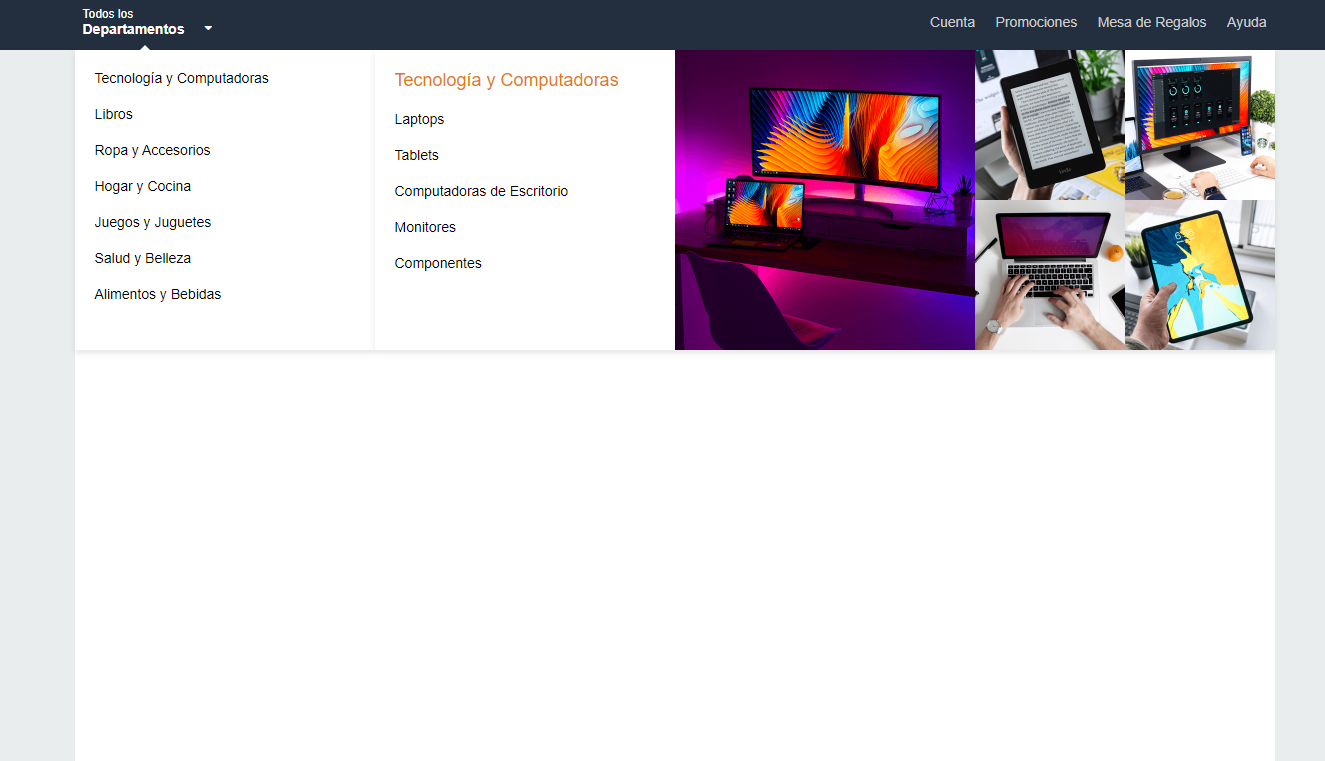 Todos los
Departamentos
Cuenta Promociones Mesa de Regalos Ayuda
Tecnología y Computadoras
Libros
Ropa y Accesorios
Hogar y Cocina
Juegos y Juguetes
Salud y Belleza
Alimentos y Bebidas
Tecnología y Computadoras
Laptops
Tablets
Computadoras de Escritorio
Monitores
Componentes
kindle